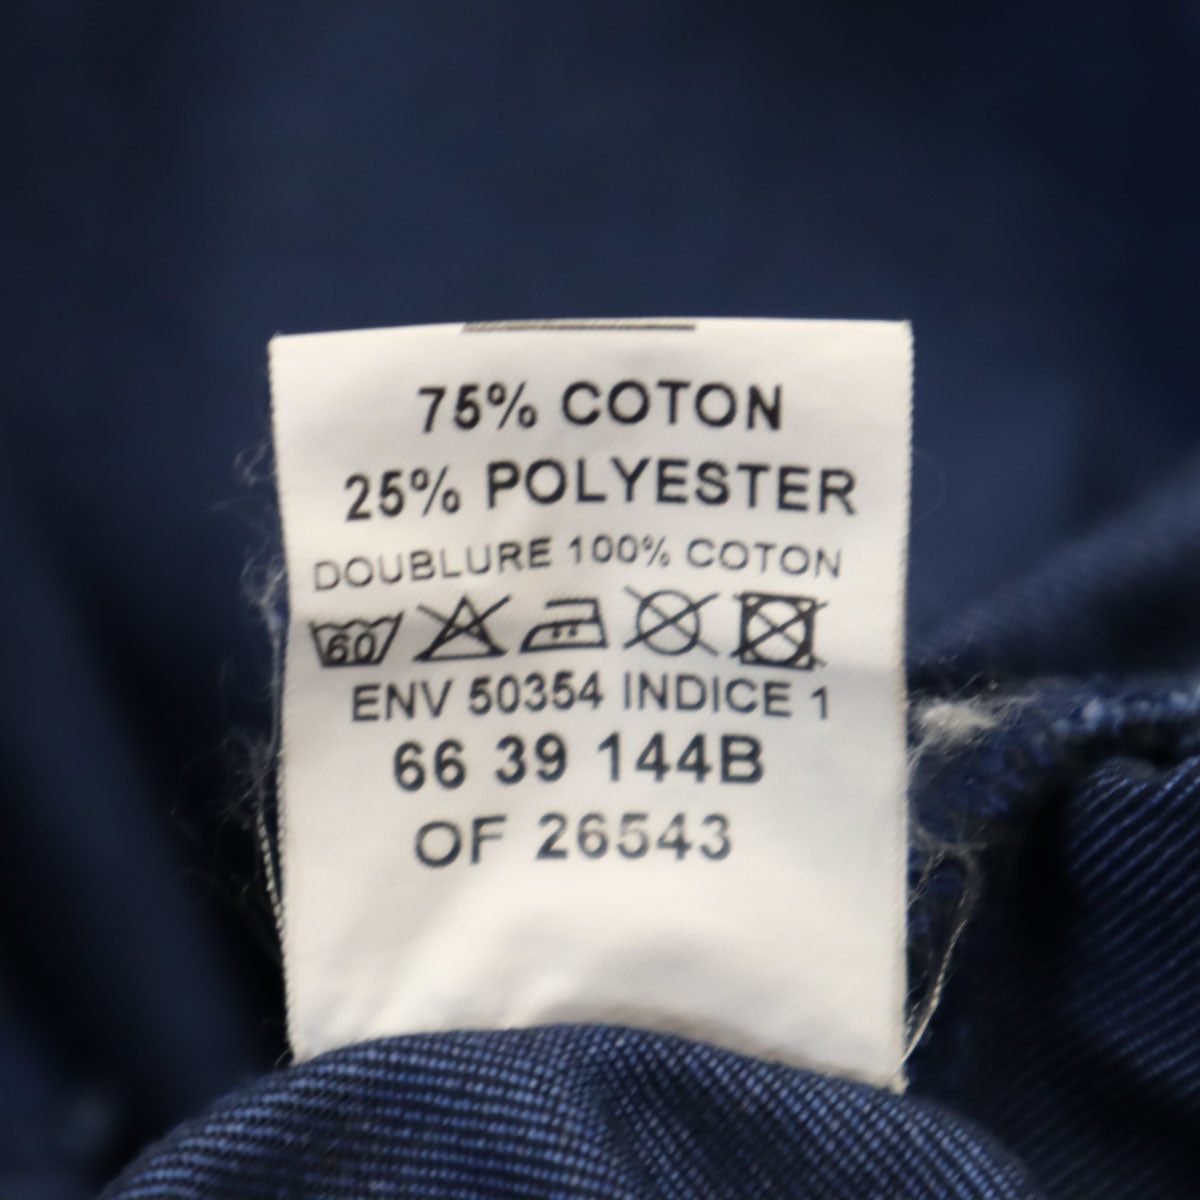 75% COTON
25% POLYESTER
DOUBLURE 100% COTON
60
ENV 50354 INDICE 1
66 39 144B
OF 26543